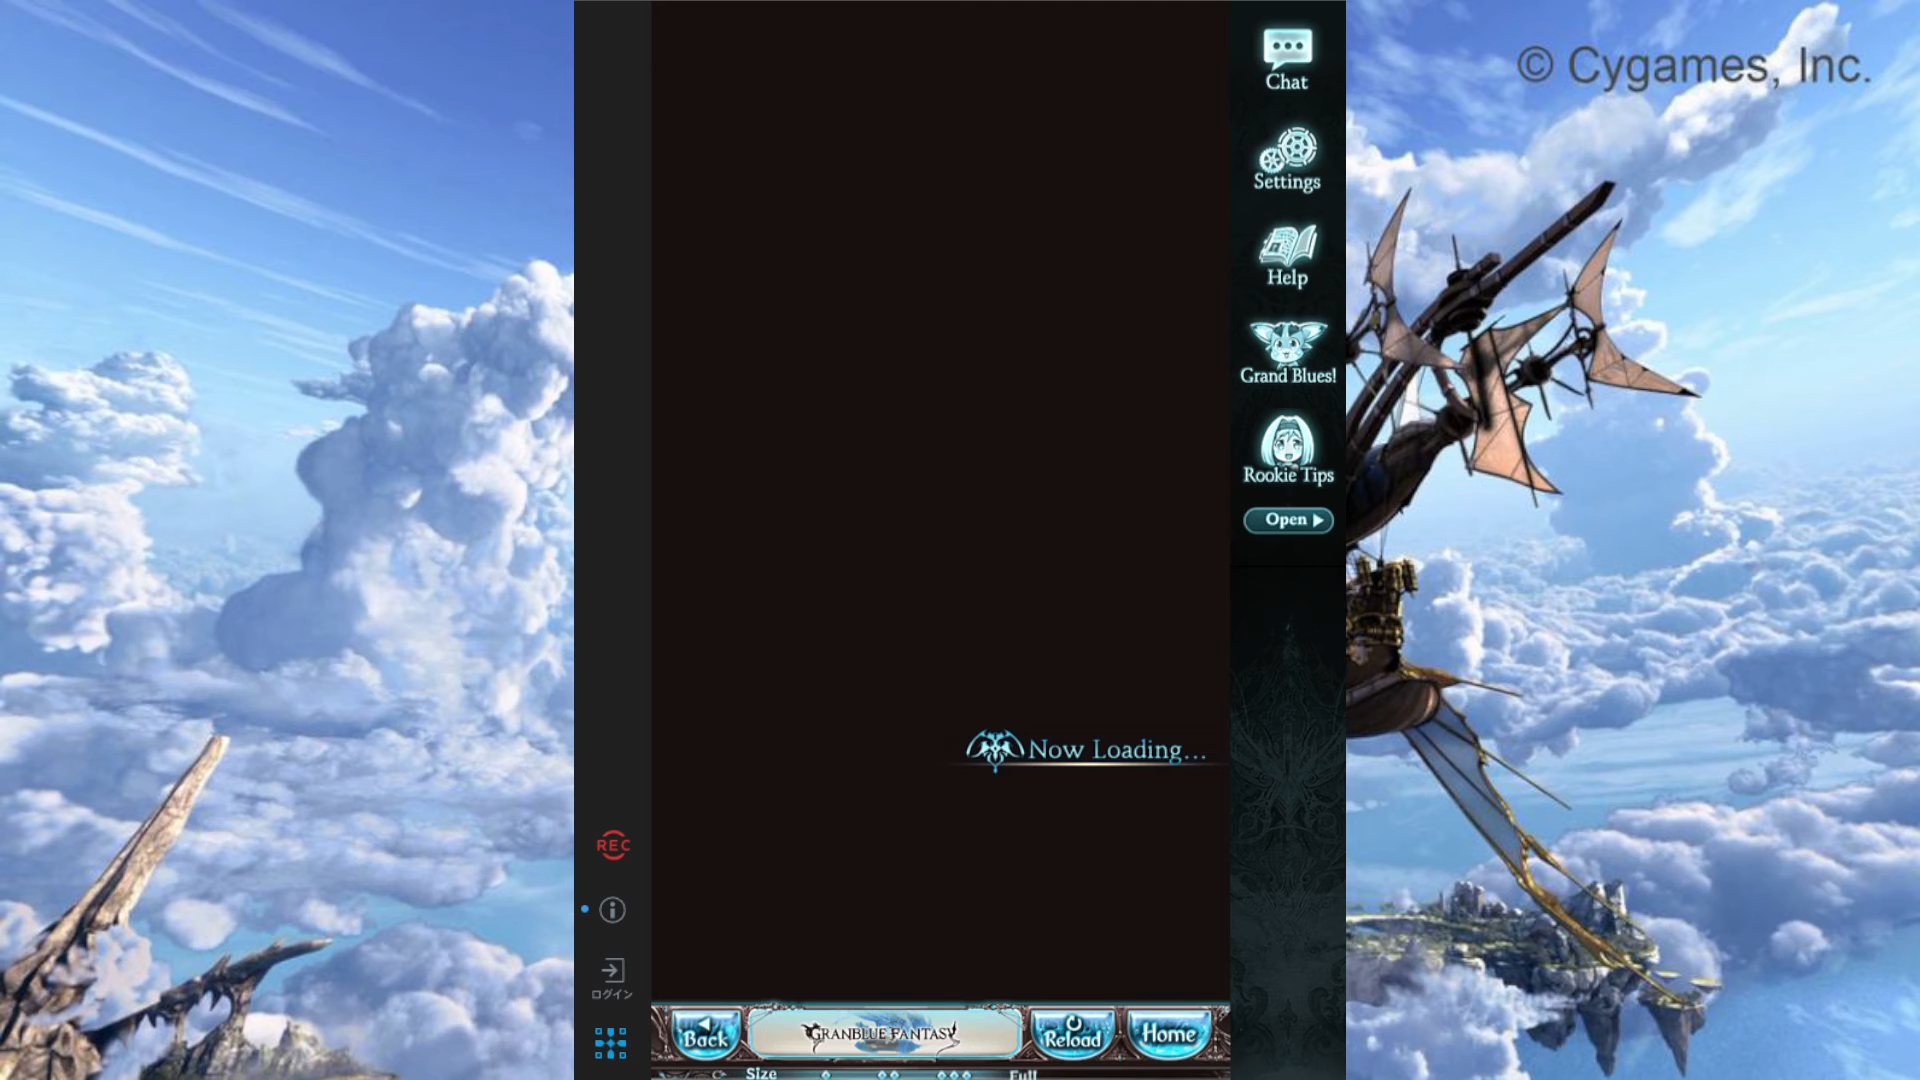 © Cygames, Inc.
Chat
Settings
Help
Grand Blues!
Rookie Tips
Open
Now Loading...
REC
ログイン
Back
GRANBLUE FANTASY
Reload
Home
Size
Full